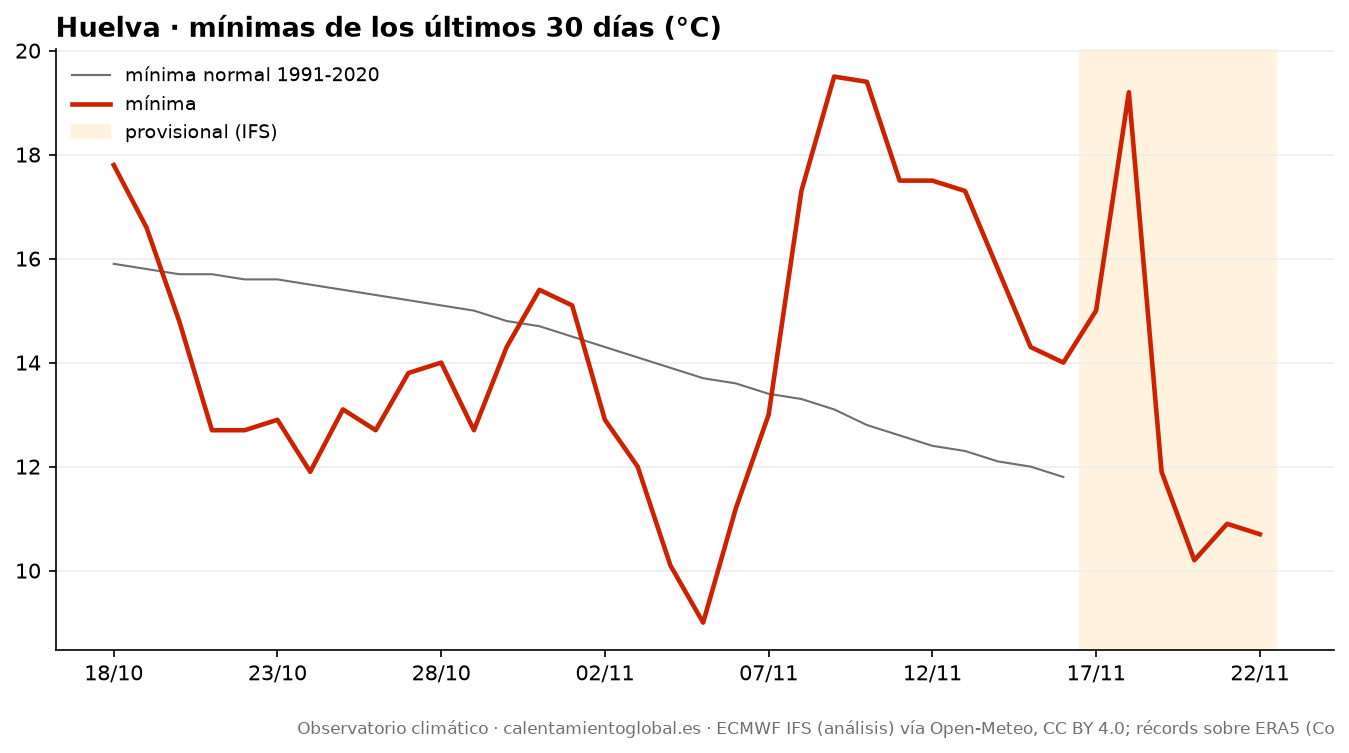 Huelva · mínimas de los últimos 30 días (°C)
mínima normal 1991-2020
mínima
provisional (IFS)
20
18
16
14
12
10
18/10 23/10 28/10 02/11 07/11 12/11 17/11 22/11
Observatorio climático · calentamientoglobal.es · ECMWF IFS (análisis) vía Open-Meteo, CC BY 4.0; récords sobre ERA5 (Co